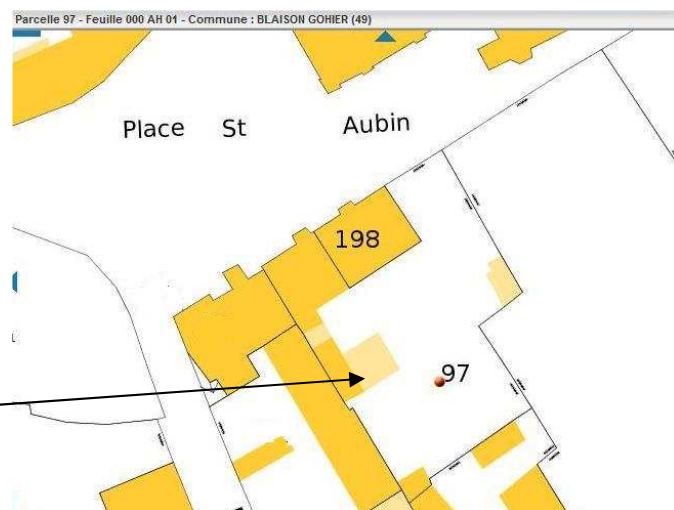 Parcelle 97 - Feuille 000 AH 01 - Commune : BLAISON GOHIER (49)
Place St Aubin
198
97